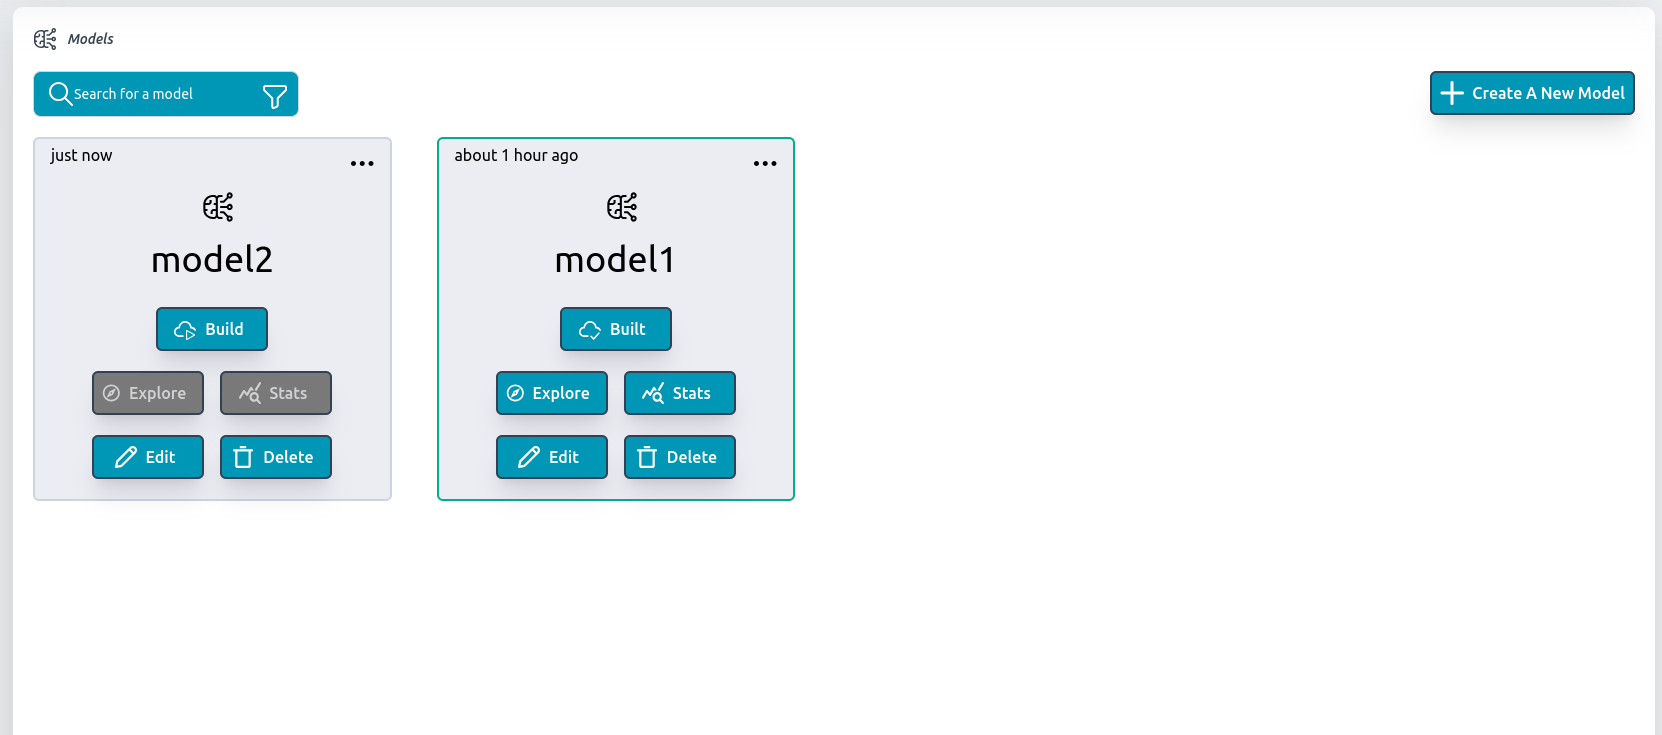 Models
Search for a model
Create A New Model
just now
model2
Build
Explore
Stats
Edit
Delete
about 1 hour ago
model1
Built
Explore
Stats
Edit
Delete